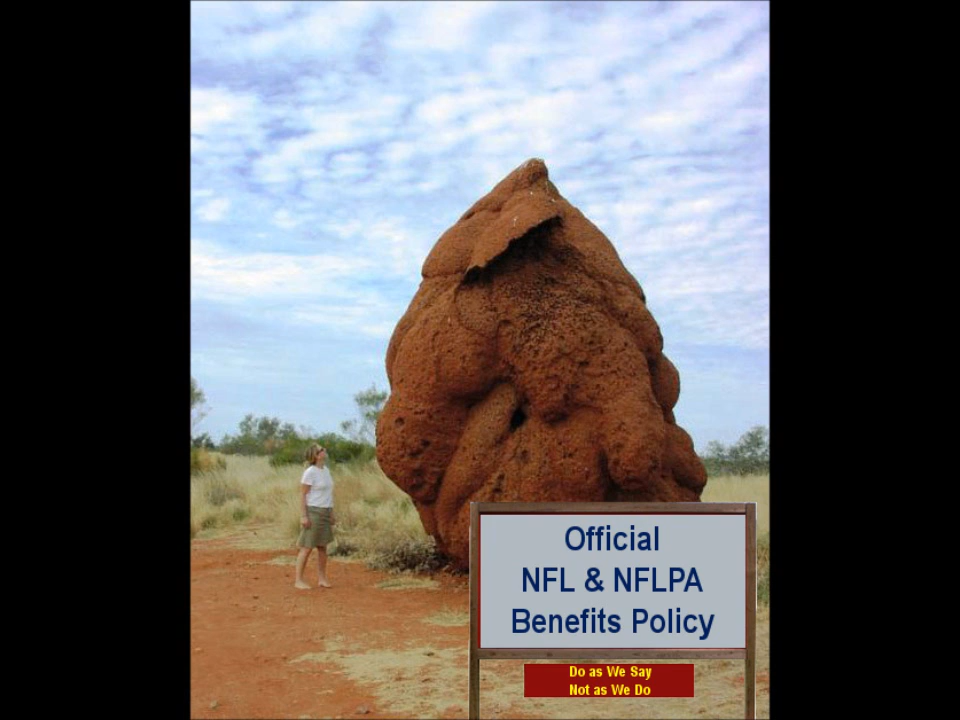 Official
NFL & NFLPA
Benefits Policy
Do as We Say
Not as We Do